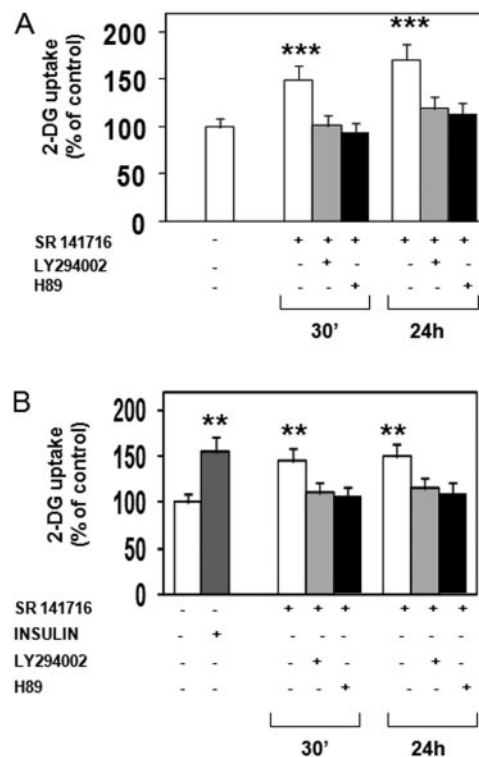 A
2-DG uptake
(% of control)
200
150
100
50
0
***
***
SR 141716 - + + + + + +
LY294002 - - + - - + -
H89 - - - + - - +
30' 24h
B
2-DG uptake
(% of control)
200
150
100
50
0
**
**
**
SR 141716 - - + + + + + +
INSULIN - + - - - - - -
LY294002 - - - + - - + -
H89 - - - - + - - +
30' 24h